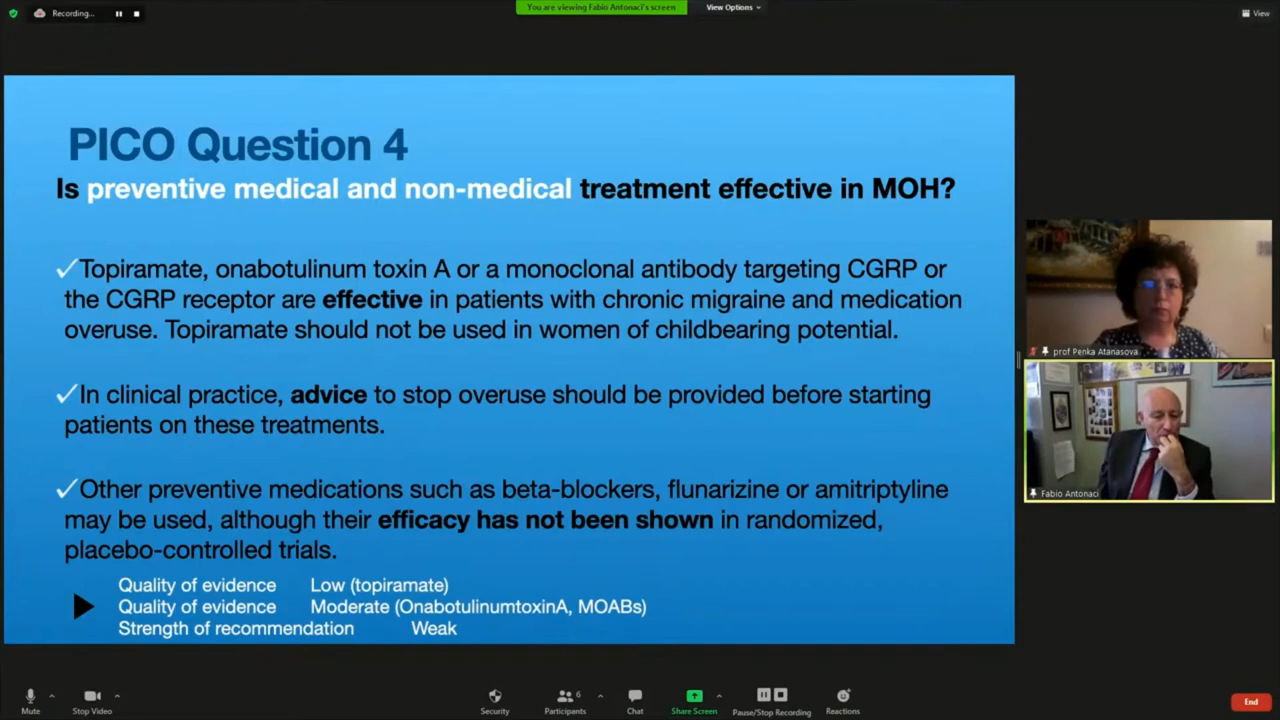 Recording...
You are viewing Fabio Antonaci's screen
View Options
View
PICO Question 4
Is preventive medical and non-medical treatment effective in MOH?
✓Topiramate, onabotulinum toxin A or a monoclonal antibody targeting CGRP or
the CGRP receptor are effective in patients with chronic migraine and medication
overuse. Topiramate should not be used in women of childbearing potential.
✓In clinical practice, advice to stop overuse should be provided before starting
patients on these treatments.
✓Other preventive medications such as beta-blockers, flunarizine or amitriptyline
may be used, although their efficacy has not been shown in randomized,
placebo-controlled trials.
Quality of evidence Low (topiramate)
Quality of evidence Moderate (OnabotulinumtoxinA, MOABs)
Strength of recommendation Weak
prof Penka Atanasova
Fabio Antonaci
Mute
Stop Video
Security
Participants 6
Chat
Share Screen
Pause/Stop Recording
Reactions
End